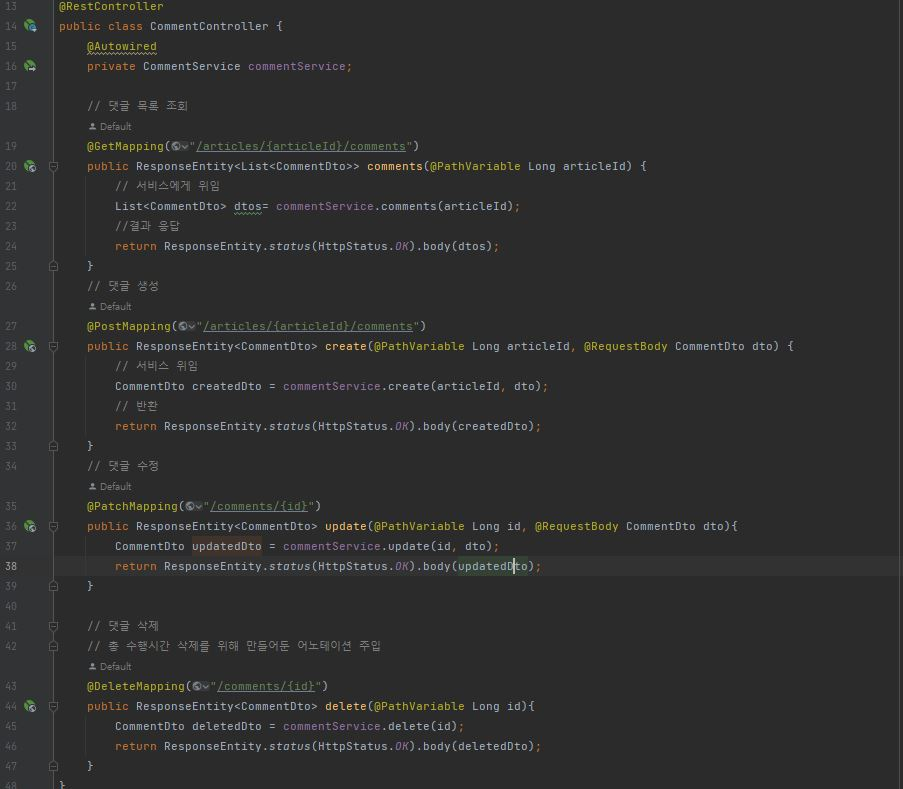 13 @RestController
14 public class CommentController {
15 @Autowired
16 private CommentService commentService;
17
18 // 댓글 목록 조회
Default
19 @GetMapping("/articles/{articleId}/comments")
20 public ResponseEntity<List<CommentDto>> comments(@PathVariable Long articleId) {
21 // 서비스에게 위임
22 List<CommentDto> dtos= commentService.comments(articleId);
23 //결과 응답
24 return ResponseEntity.status(HttpStatus.OK).body(dtos);
25 }
26 // 댓글 생성
Default
27 @PostMapping("/articles/{articleId}/comments")
28 public ResponseEntity<CommentDto> create(@PathVariable Long articleId, @RequestBody CommentDto dto) {
29 // 서비스 위임
30 CommentDto createdDto = commentService.create(articleId, dto);
31 // 반환
32 return ResponseEntity.status(HttpStatus.OK).body(createdDto);
33 }
34 // 댓글 수정
Default
35 @PatchMapping("/comments/{id}")
36 public ResponseEntity<CommentDto> update(@PathVariable Long id, @RequestBody CommentDto dto){
37 CommentDto updatedDto = commentService.update(id, dto);
38 return ResponseEntity.status(HttpStatus.OK).body(updatedDto);
39 }
40
41 // 댓글 삭제
42 // 총 수행시간 삭제를 위해 만들어둔 어노테이션 주입
Default
43 @DeleteMapping("/comments/{id}")
44 public ResponseEntity<CommentDto> delete(@PathVariable Long id){
45 CommentDto deletedDto = commentService.delete(id);
46 return ResponseEntity.status(HttpStatus.OK).body(deletedDto);
47 }
48 }